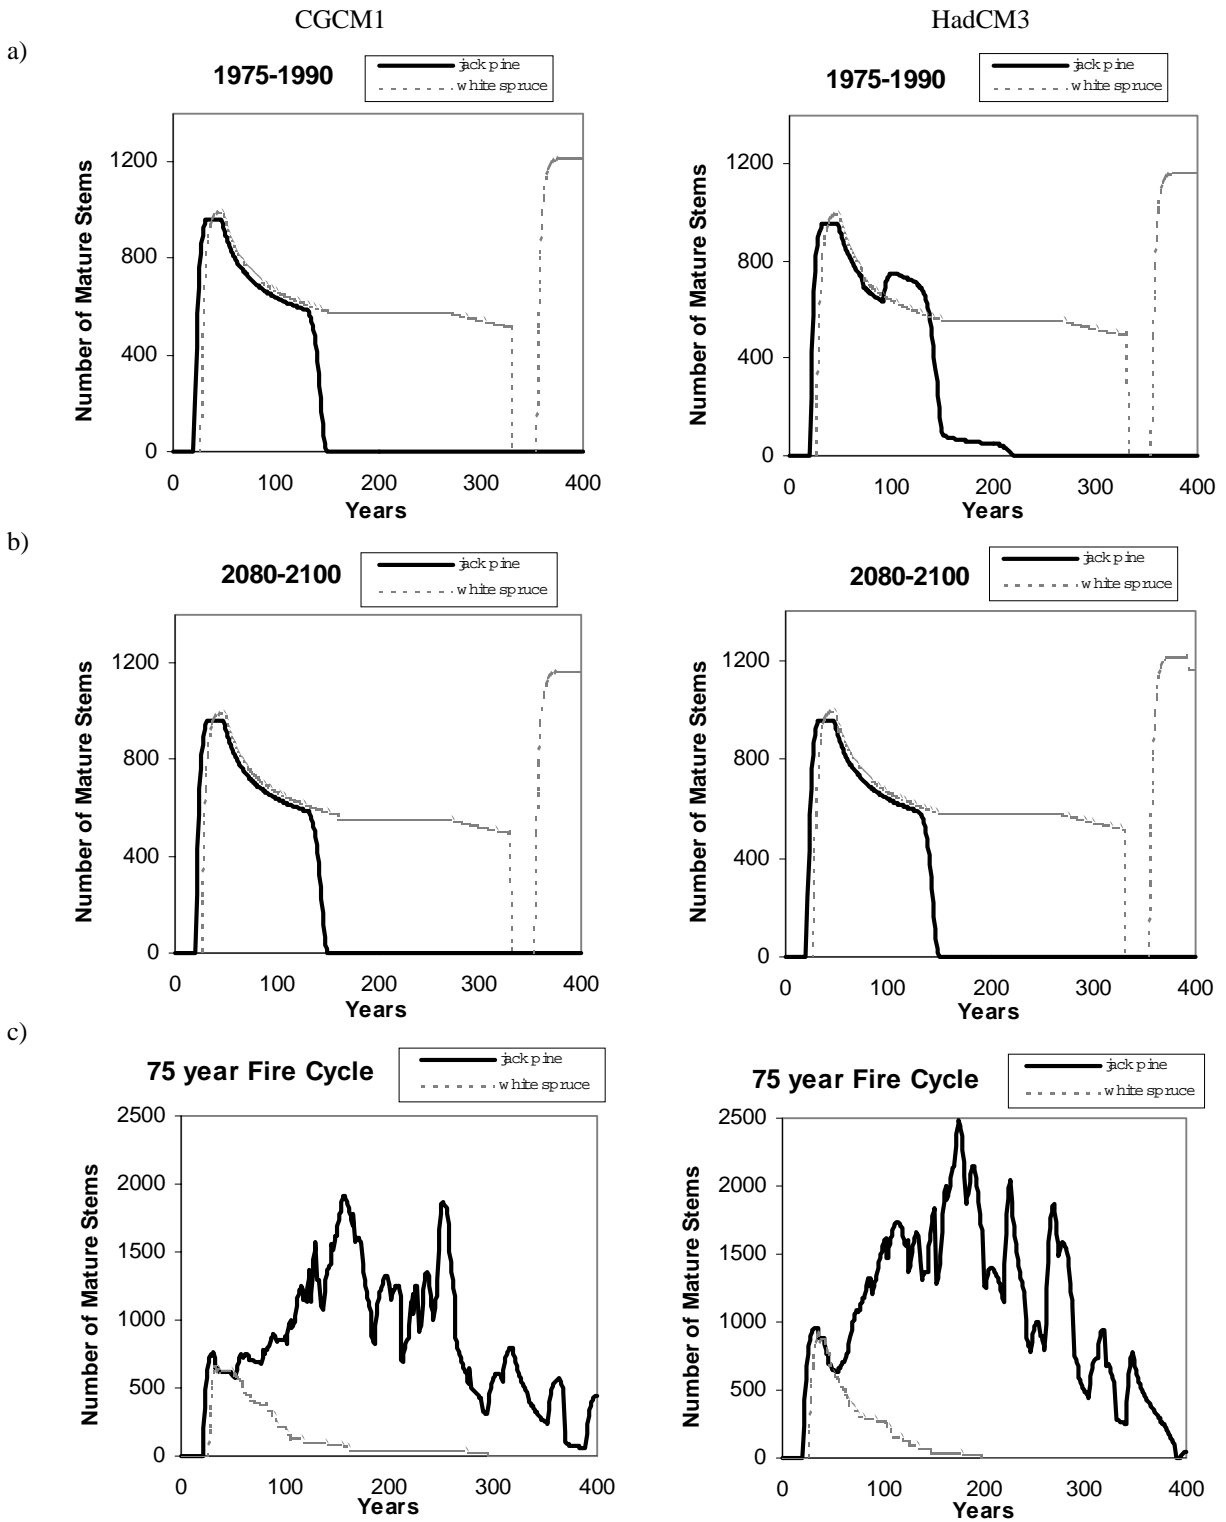 CGCM1
HadCM3
a)
1975-1990
jack pine
white spruce
Number of Mature Stems
1200
800
400
0
0 100 200 300 400
Years
1975-1990
jack pine
white spruce
Number of Mature Stems
1200
800
400
0
0 100 200 300 400
Years
b)
2080-2100
jack pine
white spruce
Number of Mature Stems
1200
800
400
0
0 100 200 300 400
Years
2080-2100
jack pine
white spruce
Number of Mature Stems
1200
800
400
0
0 100 200 300 400
Years
c)
75 year Fire Cycle
jack pine
white spruce
Number of Mature Stems
2500
2000
1500
1000
500
0
0 100 200 300 400
Years
75 year Fire Cycle
jack pine
white spruce
Number of Mature Stems
2500
2000
1500
1000
500
0
0 100 200 300 400
Years